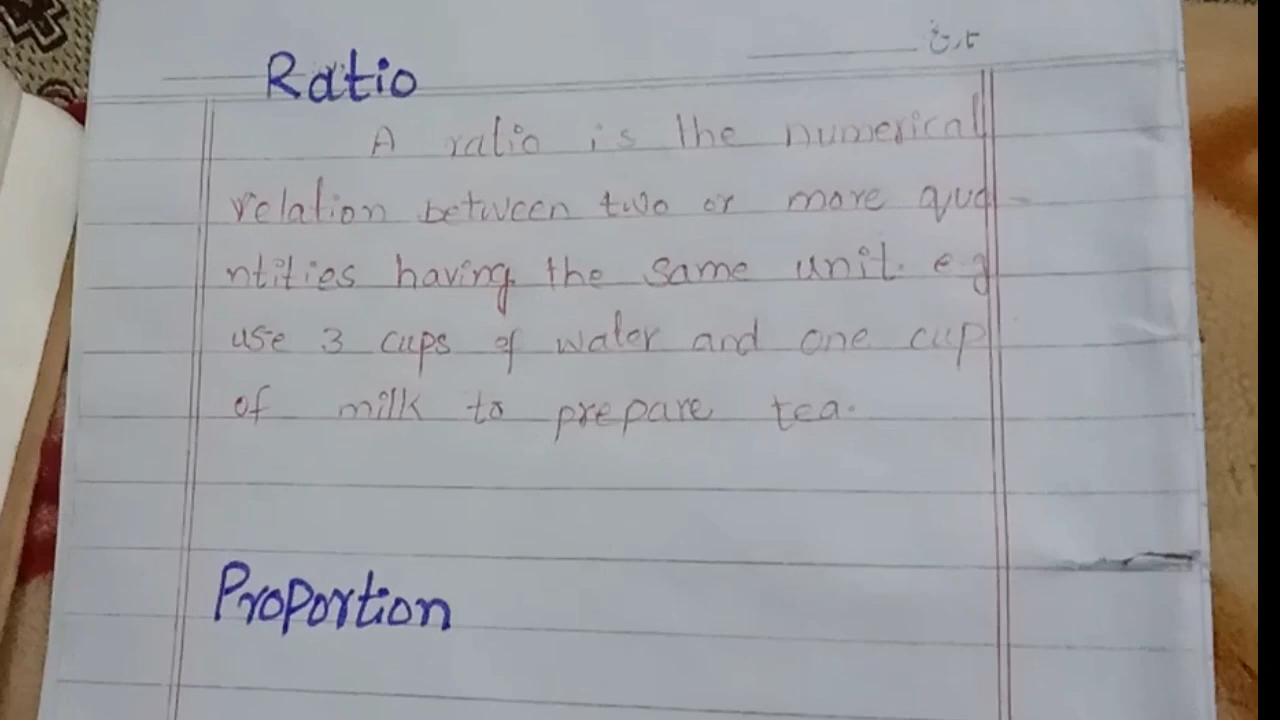 Ratio
A ratio is the numerical
relation between two or more qua -
ntities having the same unit. e.g
use 3 cups of water and one cup
of milk to prepare tea.
Proportion